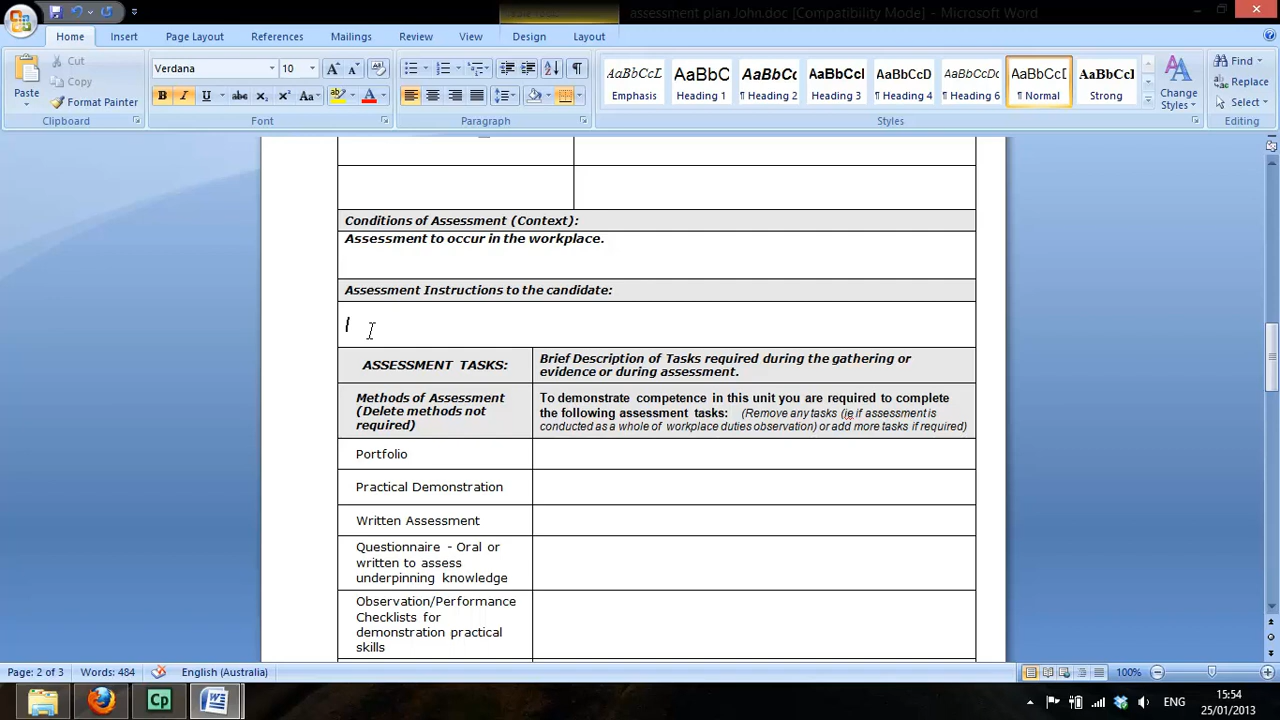 Table Tools
assessment plan John.doc [Compatibility Mode] - Microsoft Word
Home Insert Page Layout References Mailings Review View Design Layout
Paste
Cut
Copy
Format Painter
Clipboard
Verdana 10
Font
Paragraph
AaBbCcD AaBbC AaBbCc AaBbCcI AaBbCcD AaBbCcDc AaBbCcD AaBbCcI
Emphasis Heading 1 ¶ Heading 2 Heading 3 ¶ Heading 4 ¶ Heading 6 ¶ Normal Strong
Change Styles
Styles
Find
Replace
Select
Editing
Conditions of Assessment (Context):
Assessment to occur in the workplace.
Assessment Instructions to the candidate:
ASSESSMENT TASKS:
Brief Description of Tasks required during the gathering or
evidence or during assessment.
Methods of Assessment
(Delete methods not
required)
To demonstrate competence in this unit you are required to complete
the following assessment tasks: (Remove any tasks (ie if assessment is
conducted as a whole of workplace duties observation) or add more tasks if required)
Portfolio
Practical Demonstration
Written Assessment
Questionnaire - Oral or
written to assess
underpinning knowledge
Observation/Performance
Checklists for
demonstration practical
skills
Page: 2 of 3 Words: 484 English (Australia) 100%
Cp ENG 15:54
25/01/2013